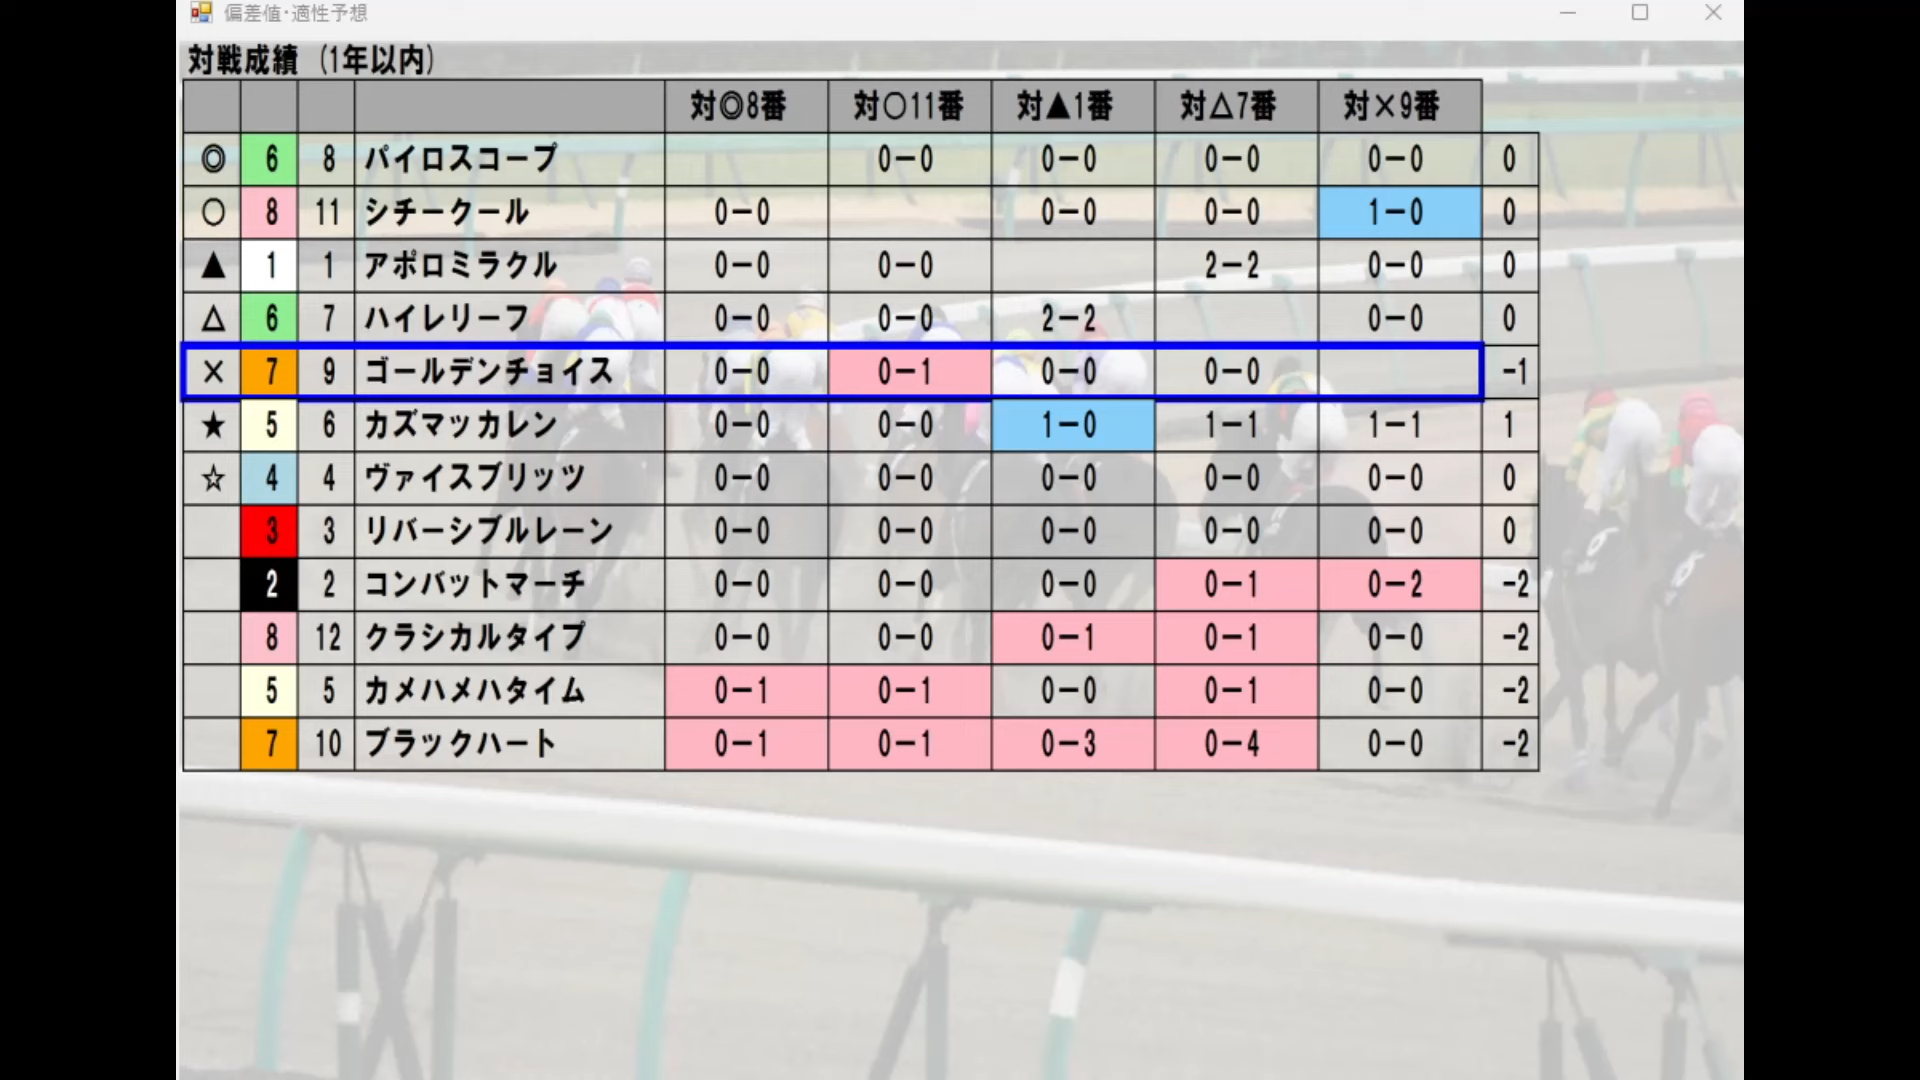 偏差値・適性予想
対戦成績 (1年以内)
対◎8番 対○11番 対▲1番 対△7番 対×9番
◎ 6 8 パイロスコープ 0−0 0−0 0−0 0−0 0
○ 8 11 シチークール 0−0 0−0 0−0 1−0 0
▲ 1 1 アポロミラクル 0−0 0−0 2−2 0−0 0
△ 6 7 ハイレリーフ 0−0 0−0 2−2 0−0 0
× 7 9 ゴールデンチョイス 0−0 0−1 0−0 0−0 -1
★ 5 6 カズマッカレン 0−0 0−0 1−0 1−1 1−1 1
☆ 4 4 ヴァイスブリッツ 0−0 0−0 0−0 0−0 0−0 0
3 3 リバーシブルレーン 0−0 0−0 0−0 0−0 0−0 0
2 2 コンバットマーチ 0−0 0−0 0−0 0−1 0−2 -2
8 12 クラシカルタイプ 0−0 0−0 0−1 0−1 0−0 -2
5 5 カメハメハタイム 0−1 0−1 0−0 0−1 0−0 -2
7 10 ブラックハート 0−1 0−1 0−3 0−4 0−0 -2